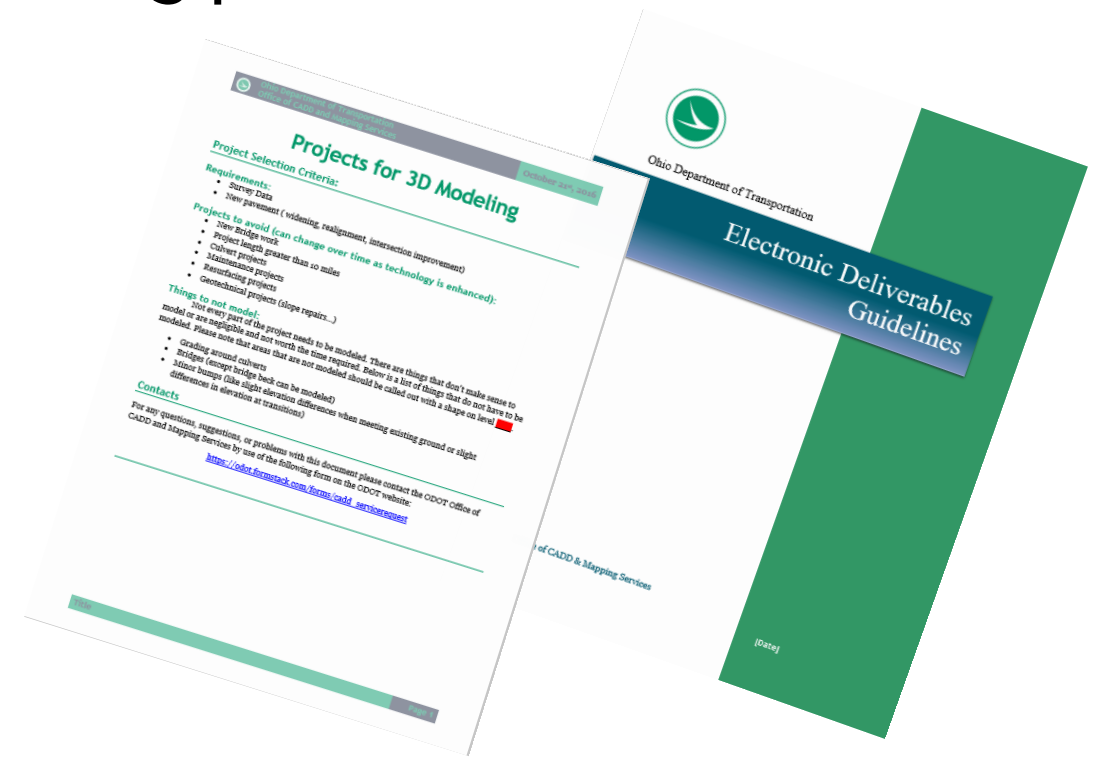 Ohio Department of Transportation
Office of CADD and Mapping Services
October 21st, 2016
Projects for 3D Modeling
Project Selection Criteria:
Requirements:
• Survey Data
• New pavement ( widening, realignment, intersection improvement)
Projects to avoid (can change over time as technology is enhanced):
• New Bridge work
• Project length greater than 10 miles
• Culvert projects
• Maintenance projects
• Resurfacing projects
• Geotechnical projects (slope repairs...)
Things to not model:
Not every part of the project needs to be modeled. There are things that don't make sense to
model or are negligible and not worth the time required. Below is a list of things that do not have to be
modeled. Please note that areas that are not modeled should be called out with a shape on level
• Grading around culverts
• Bridges (except bridge beck can be modeled)
• Minor bumps (like slight elevation differences when meeting existing ground or slight
differences in elevation at transitions)
Contacts
For any questions, suggestions, or problems with this document please contact the ODOT Office of
CADD and Mapping Services by use of the following form on the ODOT website:
https://odot.formstack.com/forms/cadd_servicerequest
Title
Page 1
Ohio Department of Transportation
Electronic Deliverables
Guidelines
of CADD & Mapping Services
[Date]